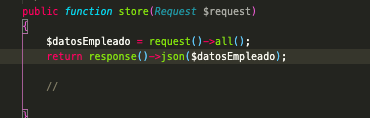 public function store(Request $request)
{
$datosEmpleado = request()->all();
return response()->json($datosEmpleado);
//
}